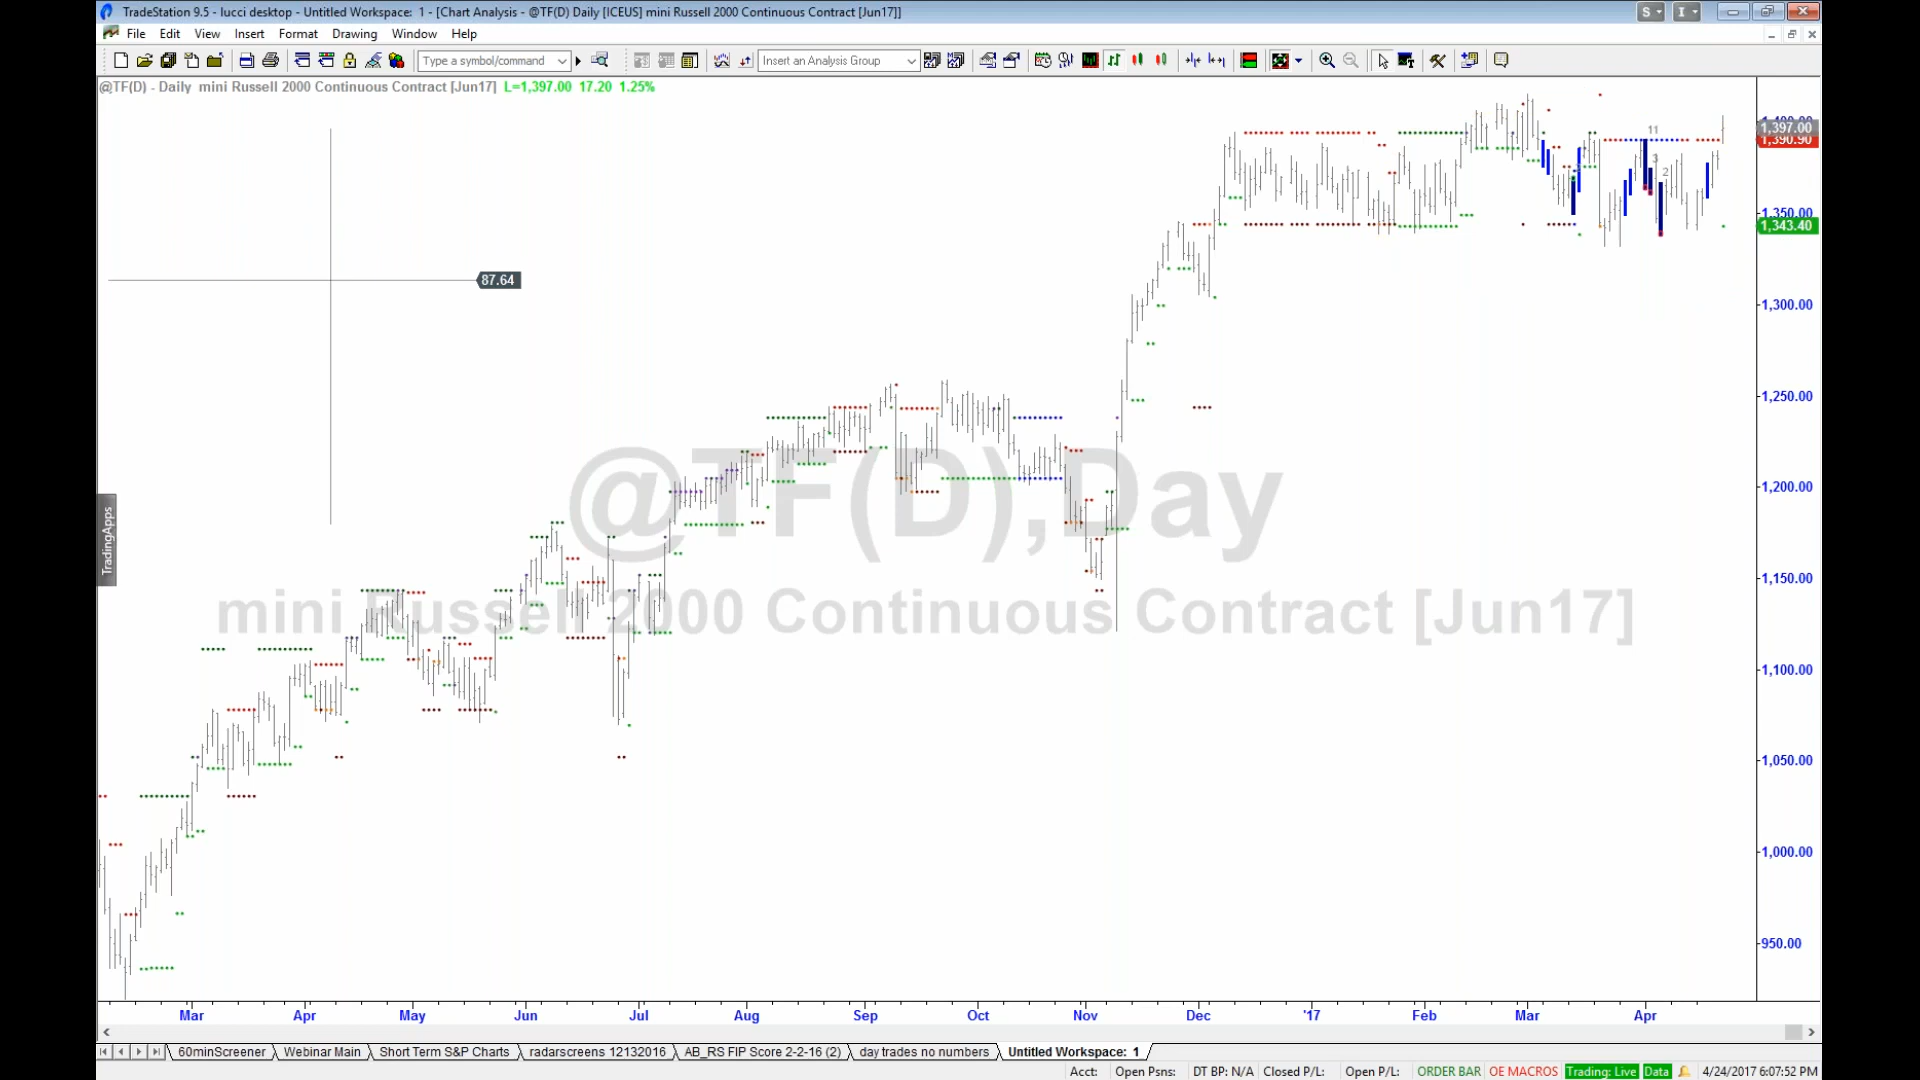 TradeStation 9.5 - lucci desktop - Untitled Workspace: 1 - [Chart Analysis - @TF(D) Daily [ICEUS] mini Russell 2000 Continuous Contract [Jun17]]
S I
File Edit View Insert Format Drawing Window Help
Type a symbol/command Insert an Analysis Group
@TF(D) - Daily mini Russell 2000 Continuous Contract [Jun17] L=1,397.00 17.20 1.25%
1,397.00
11
1,390.90
3
2
1,350.00
1,343.40
87.64
1,300.00
1,250.00
@TF(D),Day
1,200.00
TradingApps
1,150.00
mini Russell 2000 Continuous Contract [Jun17]
1,100.00
1,050.00
1,000.00
950.00
Mar Apr May Jun Jul Aug Sep Oct Nov Dec '17 Feb Mar Apr
60minScreener Webinar Main Short Term S&P Charts radarscreens 12132016 AB_RS FIP Score 2-2-16 (2) day trades no numbers Untitled Workspace: 1
Acct: Open Psns: DT BP: N/A Closed P/L: Open P/L: ORDER BAR OE MACROS Trading: Live Data 4/24/2017 6:07:52 PM